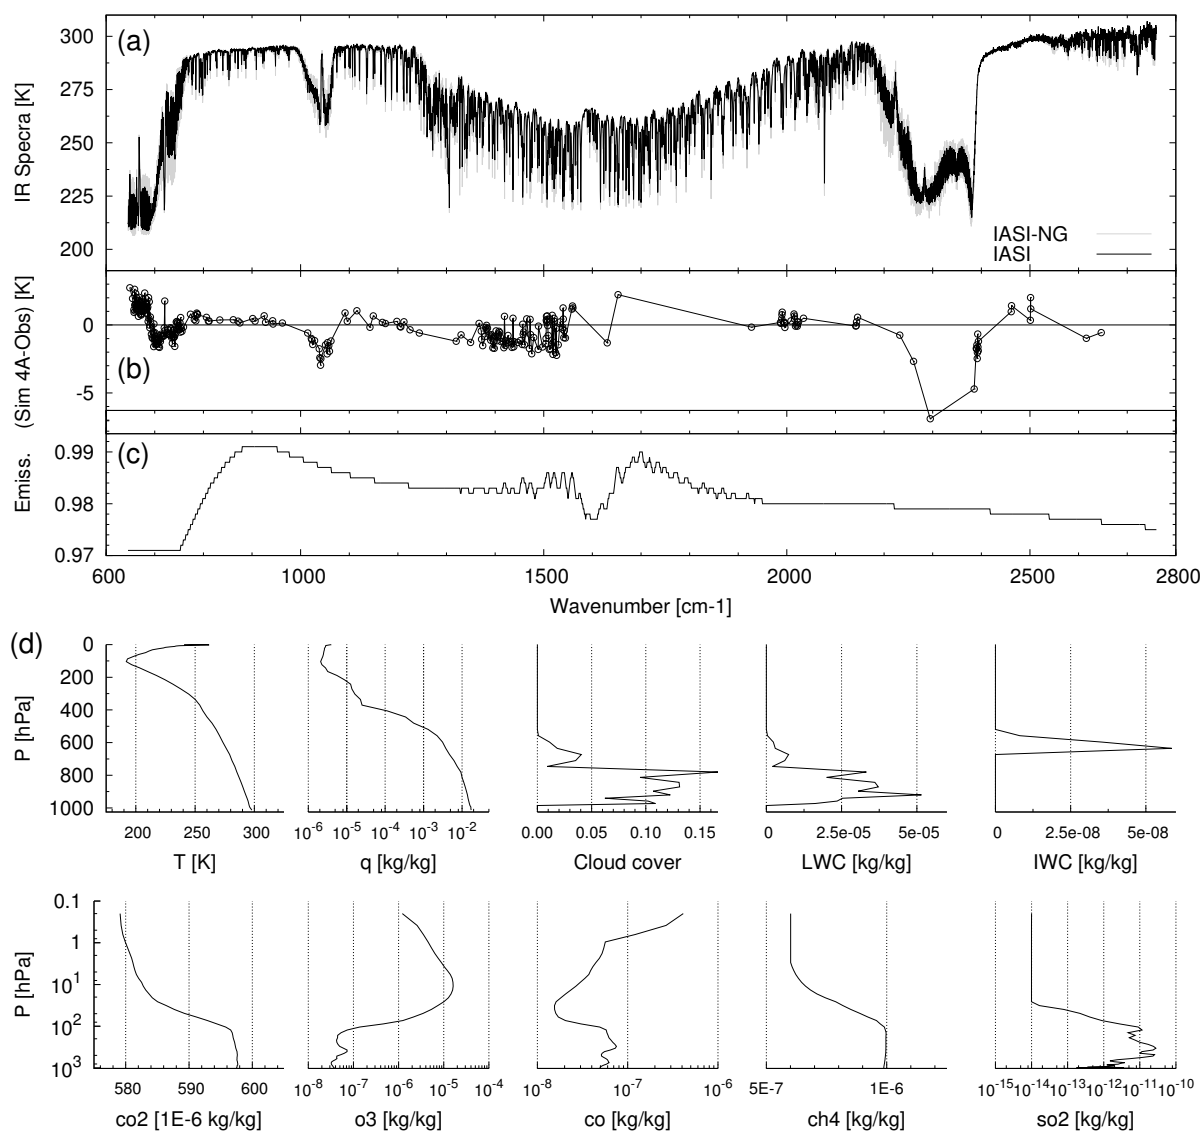 (a)
IR Specra [K]
300
275
250
225
200
IASI-NG
IASI
(b)
(Sim 4A-Obs) [K]
0
-5
(c)
Emiss.
0.99
0.98
0.97
600 1000 1500 2000 2500 2800
Wavenumber [cm-1]
(d)
P [hPa]
0
200
400
600
800
1000
200 250 300
T [K]
10-6 10-5 10-4 10-3 10-2
q [kg/kg]
0.00 0.05 0.10 0.15
Cloud cover
0 2.5e-05 5e-05
LWC [kg/kg]
0 2.5e-08 5e-08
IWC [kg/kg]
P [hPa]
0.1
1
101
102
103
580 590 600
co2 [1E-6 kg/kg]
10-8 10-7 10-6 10-5 10-4
o3 [kg/kg]
10-8 10-7 10-6
co [kg/kg]
5E-7 1E-6
ch4 [kg/kg]
10-15 10-14 10-13 10-12 10-11 10-10
so2 [kg/kg]